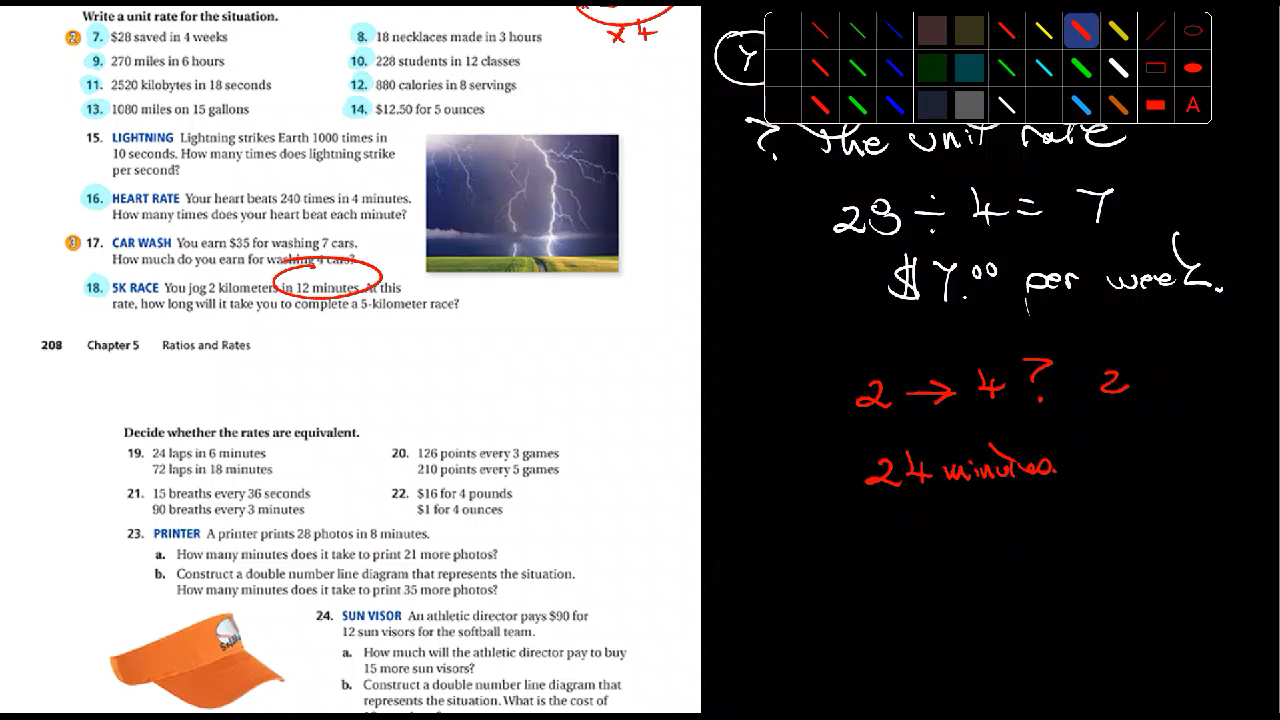 Write a unit rate for the situation.
x 4
2 7. $28 saved in 4 weeks
8. 18 necklaces made in 3 hours
9. 270 miles in 6 hours
10. 228 students in 12 classes
11. 2520 kilobytes in 18 seconds
12. 880 calories in 8 servings
13. 1080 miles on 15 gallons
14. $12.50 for 5 ounces
15. LIGHTNING Lightning strikes Earth 1000 times in
10 seconds. How many times does lightning strike
per second?
16. HEART RATE Your heart beats 240 times in 4 minutes.
How many times does your heart beat each minute?
3 17. CAR WASH You earn $35 for washing 7 cars.
How much do you earn for washing 4 cars?
18. 5K RACE You jog 2 kilometers in 12 minutes. At this
rate, how long will it take you to complete a 5-kilometer race?
208 Chapter 5 Ratios and Rates
Decide whether the rates are equivalent.
19. 24 laps in 6 minutes
72 laps in 18 minutes
20. 126 points every 3 games
210 points every 5 games
21. 15 breaths every 36 seconds
90 breaths every 3 minutes
22. $16 for 4 pounds
$1 for 4 ounces
23. PRINTER A printer prints 28 photos in 8 minutes.
a. How many minutes does it take to print 21 more photos?
b. Construct a double number line diagram that represents the situation.
How many minutes does it take to print 35 more photos?
24. SUN VISOR An athletic director pays $90 for
12 sun visors for the softball team.
a. How much will the athletic director pay to buy
15 more sun visors?
b. Construct a double number line diagram that
represents the situation. What is the cost of
A
? The unit rate
28 ÷ 4 = 7
$7.00 per week.
2 → 4 ? 2
24 minutes.